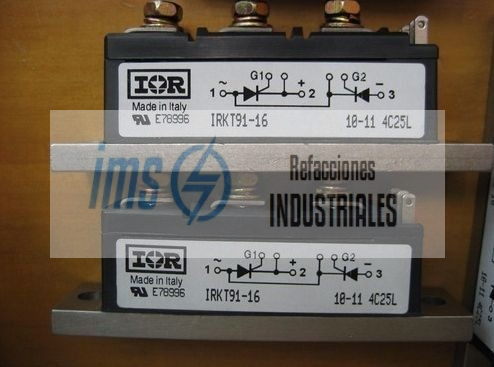 IOR
Made in Italy
E78996
G1 G2
1 ~ + 2 - 3
IRKT91-16 10-11 4C25L
ims Refacciones
INDUSTRIALES
IOR
Made in Italy
E78996
G1 G2
1 ~ + 2 - 3
IRKT91-16 10-11 4C25L